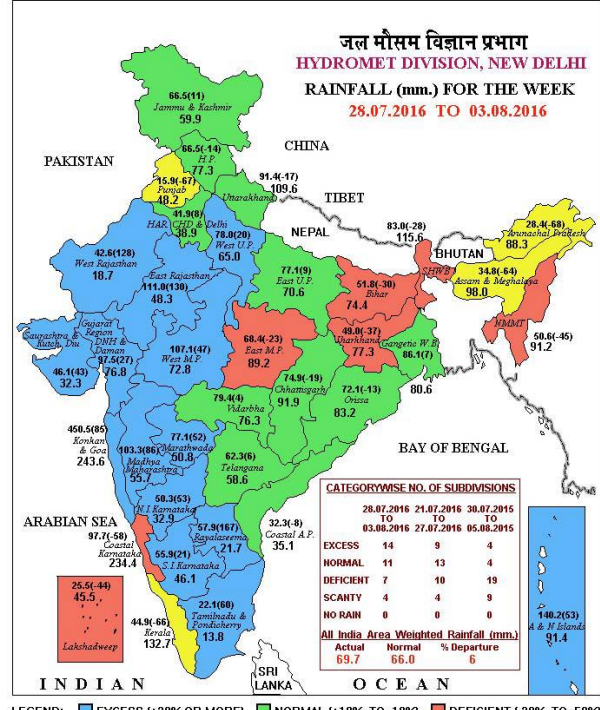 जल मौसम विज्ञान प्रभाग
HYDROMET DIVISION, NEW DELHI
RAINFALL (mm.) FOR THE WEEK
28.07.2016 TO 03.08.2016
66.5(11)
Jammu & Kashmir
59.9
CHINA
PAKISTAN
66.5(-14)
H.P.
77.3
15.9(-67)
Punjab
48.2
91.4(-17)
Uttarakhand
109.6
TIBET
41.9(8)
HAR. CHD & Delhi
38.9
78.0(20)
West U.P.
65.0
NEPAL
83.0(-28)
115.6
SHWB
BHUTAN
28.4(-68)
Arunachal Pradesh
88.3
42.6(128)
West Rajasthan
18.7
East Rajasthan
111.0(130)
48.3
77.1(9)
East U.P.
70.6
51.8(-30)
Bihar
74.4
34.8(-64)
Assam & Meghalaya
98.0
NMMT
50.6(-45)
91.2
Saurashtra &
Kutch, Diu
46.1(43)
32.3
Gujarat
Region
DNH &
Daman
97.5(27)
76.8
107.1(47)
West M.P.
72.8
68.4(-23)
East M.P.
89.2
49.0(-37)
Jharkhand
77.3
Gangetic W.B.
86.1(7)
80.6
74.9(-19)
Chhattisgarh
91.9
72.1(-13)
Orissa
83.2
79.4(4)
Vidarbha
76.3
450.5(85)
Konkan
& Goa
243.6
103.3(86)
Madhya
Maharashtra
55.7
77.1(52)
Marathwada
50.8
62.3(6)
Telangana
58.6
BAY OF BENGAL
ARABIAN SEA
50.3(53)
N.I.Karnataka
32.9
57.9(167)
Rayalaseema
21.7
32.3(-8)
Coastal A.P.
35.1
97.7(-58)
Coastal
Karnataka
234.4
55.9(21)
S.I.Karnataka
46.1
25.5(-44)
45.5
Lakshadweep
44.9(-66)
Kerala
132.7
22.1(60)
Tamilnadu &
Pondicherry
13.8
140.2(53)
A & N Islands
91.4
CATEGORYWISE NO. OF SUBDIVISIONS
28.07.2016 21.07.2016 30.07.2015
TO TO TO
03.08.2016 27.07.2016 05.08.2015
EXCESS 14 9 4
NORMAL 11 13 4
DEFICIENT 7 10 19
SCANTY 4 4 9
NO RAIN 0 0 0
All India Area Weighted Rainfall (mm.)
Actual Normal % Departure
69.7 66.0 6
SRI
LANKA
INDIAN OCEAN